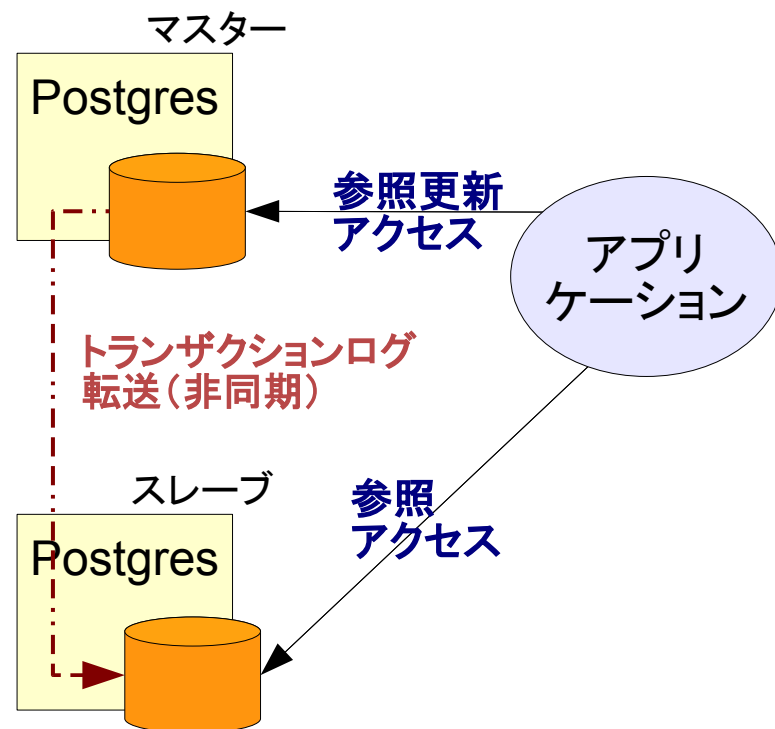 マスター
Postgres
参照更新
アクセス
アプリ
ケーション
トランザクションログ
転送(非同期)
スレーブ
Postgres
参照
アクセス